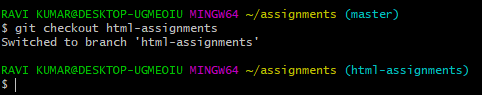 RAVI KUMAR@DESKTOP-UGMEOIU MINGW64 ~/assignments (master)
$ git checkout html-assignments
Switched to branch 'html-assignments'
RAVI KUMAR@DESKTOP-UGMEOIU MINGW64 ~/assignments (html-assignments)
$